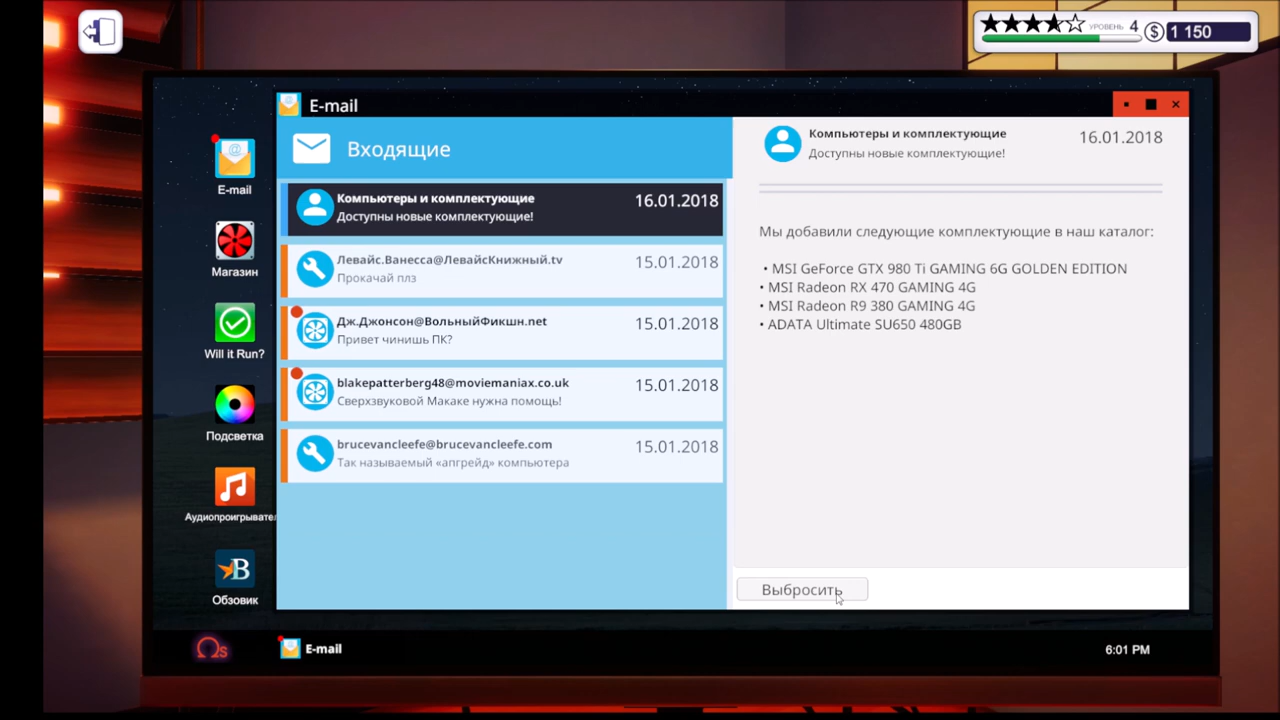 УРОВЕНЬ 4 $ 1 150
E-mail
Входящие
Компьютеры и комплектующие
Доступны новые комплектующие!
16.01.2018
Левайс.Ванесса@ЛевайсКнижный.tv
Прокачай плз
15.01.2018
Дж.Джонсон@ВольныйФикшн.net
Привет чинишь ПК?
15.01.2018
blakepatterberg48@moviemaniax.co.uk
Сверхзвуковой Макаке нужна помощь!
15.01.2018
brucevancleefe@brucevancleefe.com
Так называемый «апгрейд» компьютера
15.01.2018
Компьютеры и комплектующие
Доступны новые комплектующие!
16.01.2018
Мы добавили следующие комплектующие в наш каталог:
• MSI GeForce GTX 980 Ti GAMING 6G GOLDEN EDITION
• MSI Radeon RX 470 GAMING 4G
• MSI Radeon R9 380 GAMING 4G
• ADATA Ultimate SU650 480GB
Выбросить
E-mail
Магазин
Will it Run?
Подсветка
Аудиопроигрывате
Обзовик
Ωs
E-mail
6:01 PM